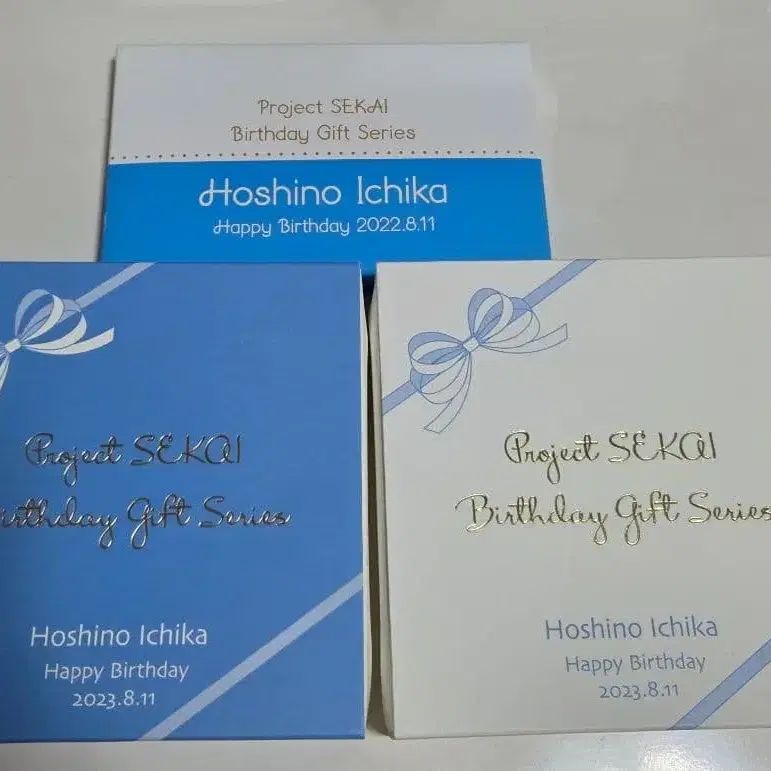 Project SEKAI
Birthday Gift Series
Hoshino Ichika
Happy Birthday 2022.8.11
Project SEKAI
Birthday Gift Series
Hoshino Ichika
Happy Birthday
2023.8.11
Project SEKAI
Birthday Gift Series
Hoshino Ichika
Happy Birthday
2023.8.11